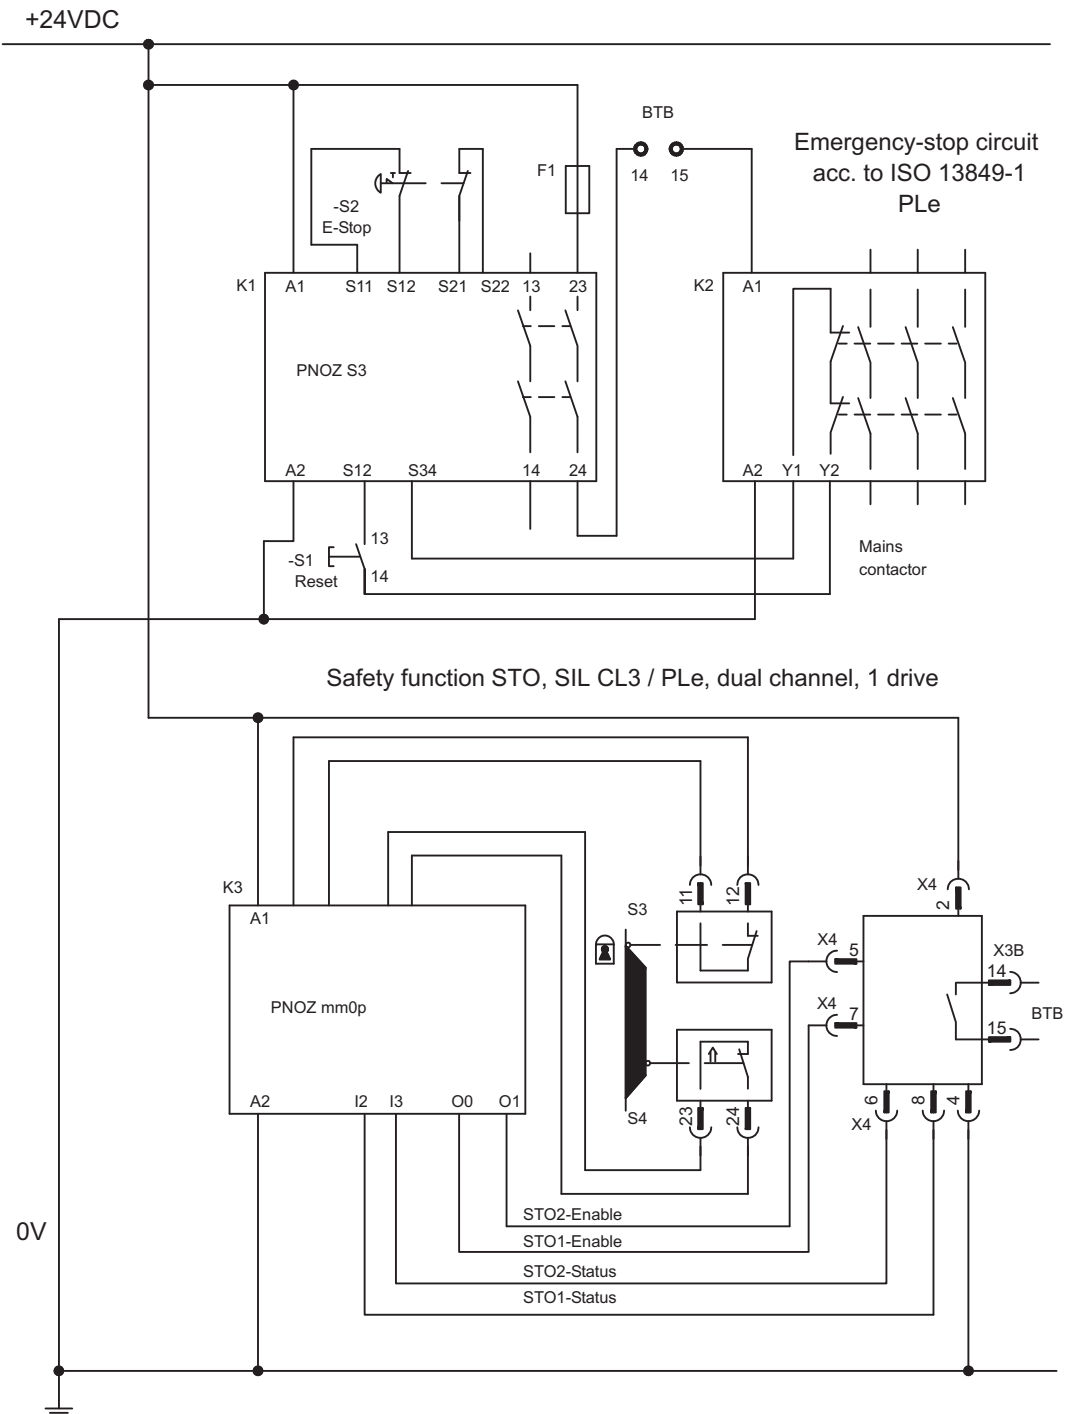 +24VDC
BTB
Emergency-stop circuit
acc. to ISO 13849-1
PLe
F1
14 15
-S2
E-Stop
K1
A1 S11 S12 S21 S22 13 23
K2
A1
PNOZ S3
A2 S12 S34 14 24
A2 Y1 Y2
13
-S1
Reset
14
Mains
contactor
Safety function STO, SIL CL3 / PLe, dual channel, 1 drive
K3
A1
11
12
S3
X4
2
X4
5
X3B
14
PNOZ mm0p
X4
7
15
BTB
A2 I2 I3 O0 O1
S4
23
24
X4
6
8
4
STO2-Enable
STO1-Enable
STO2-Status
STO1-Status
0V